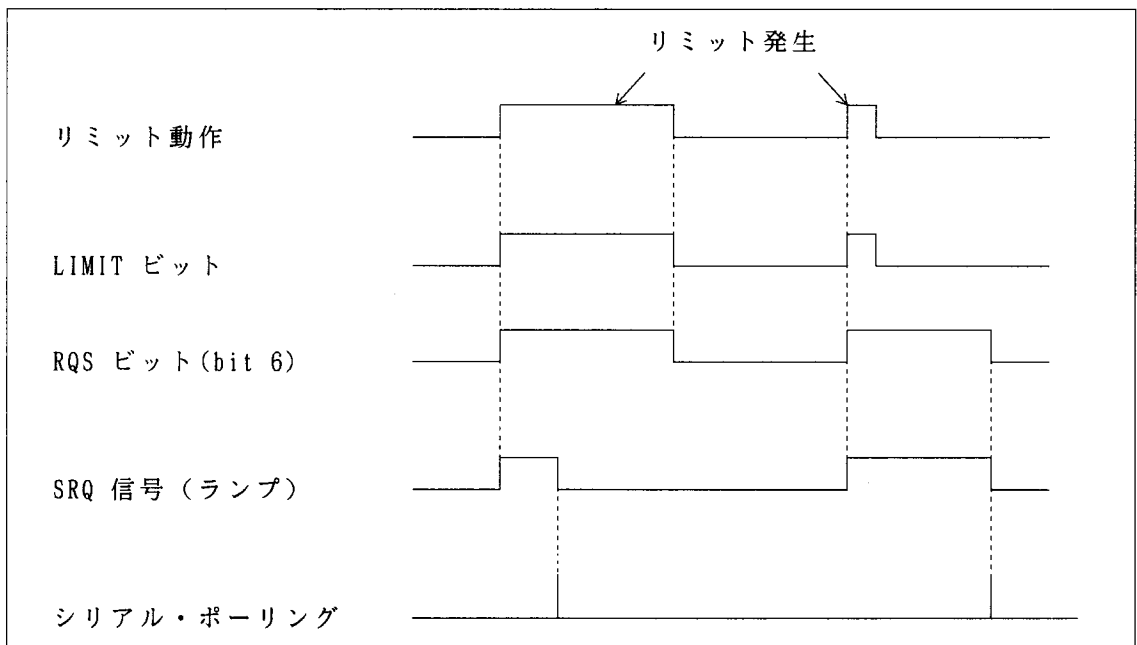 リミット発生
リミット動作
LIMIT ビット
RQS ビット(bit 6)
SRQ 信号（ランプ）
シリアル・ポーリング